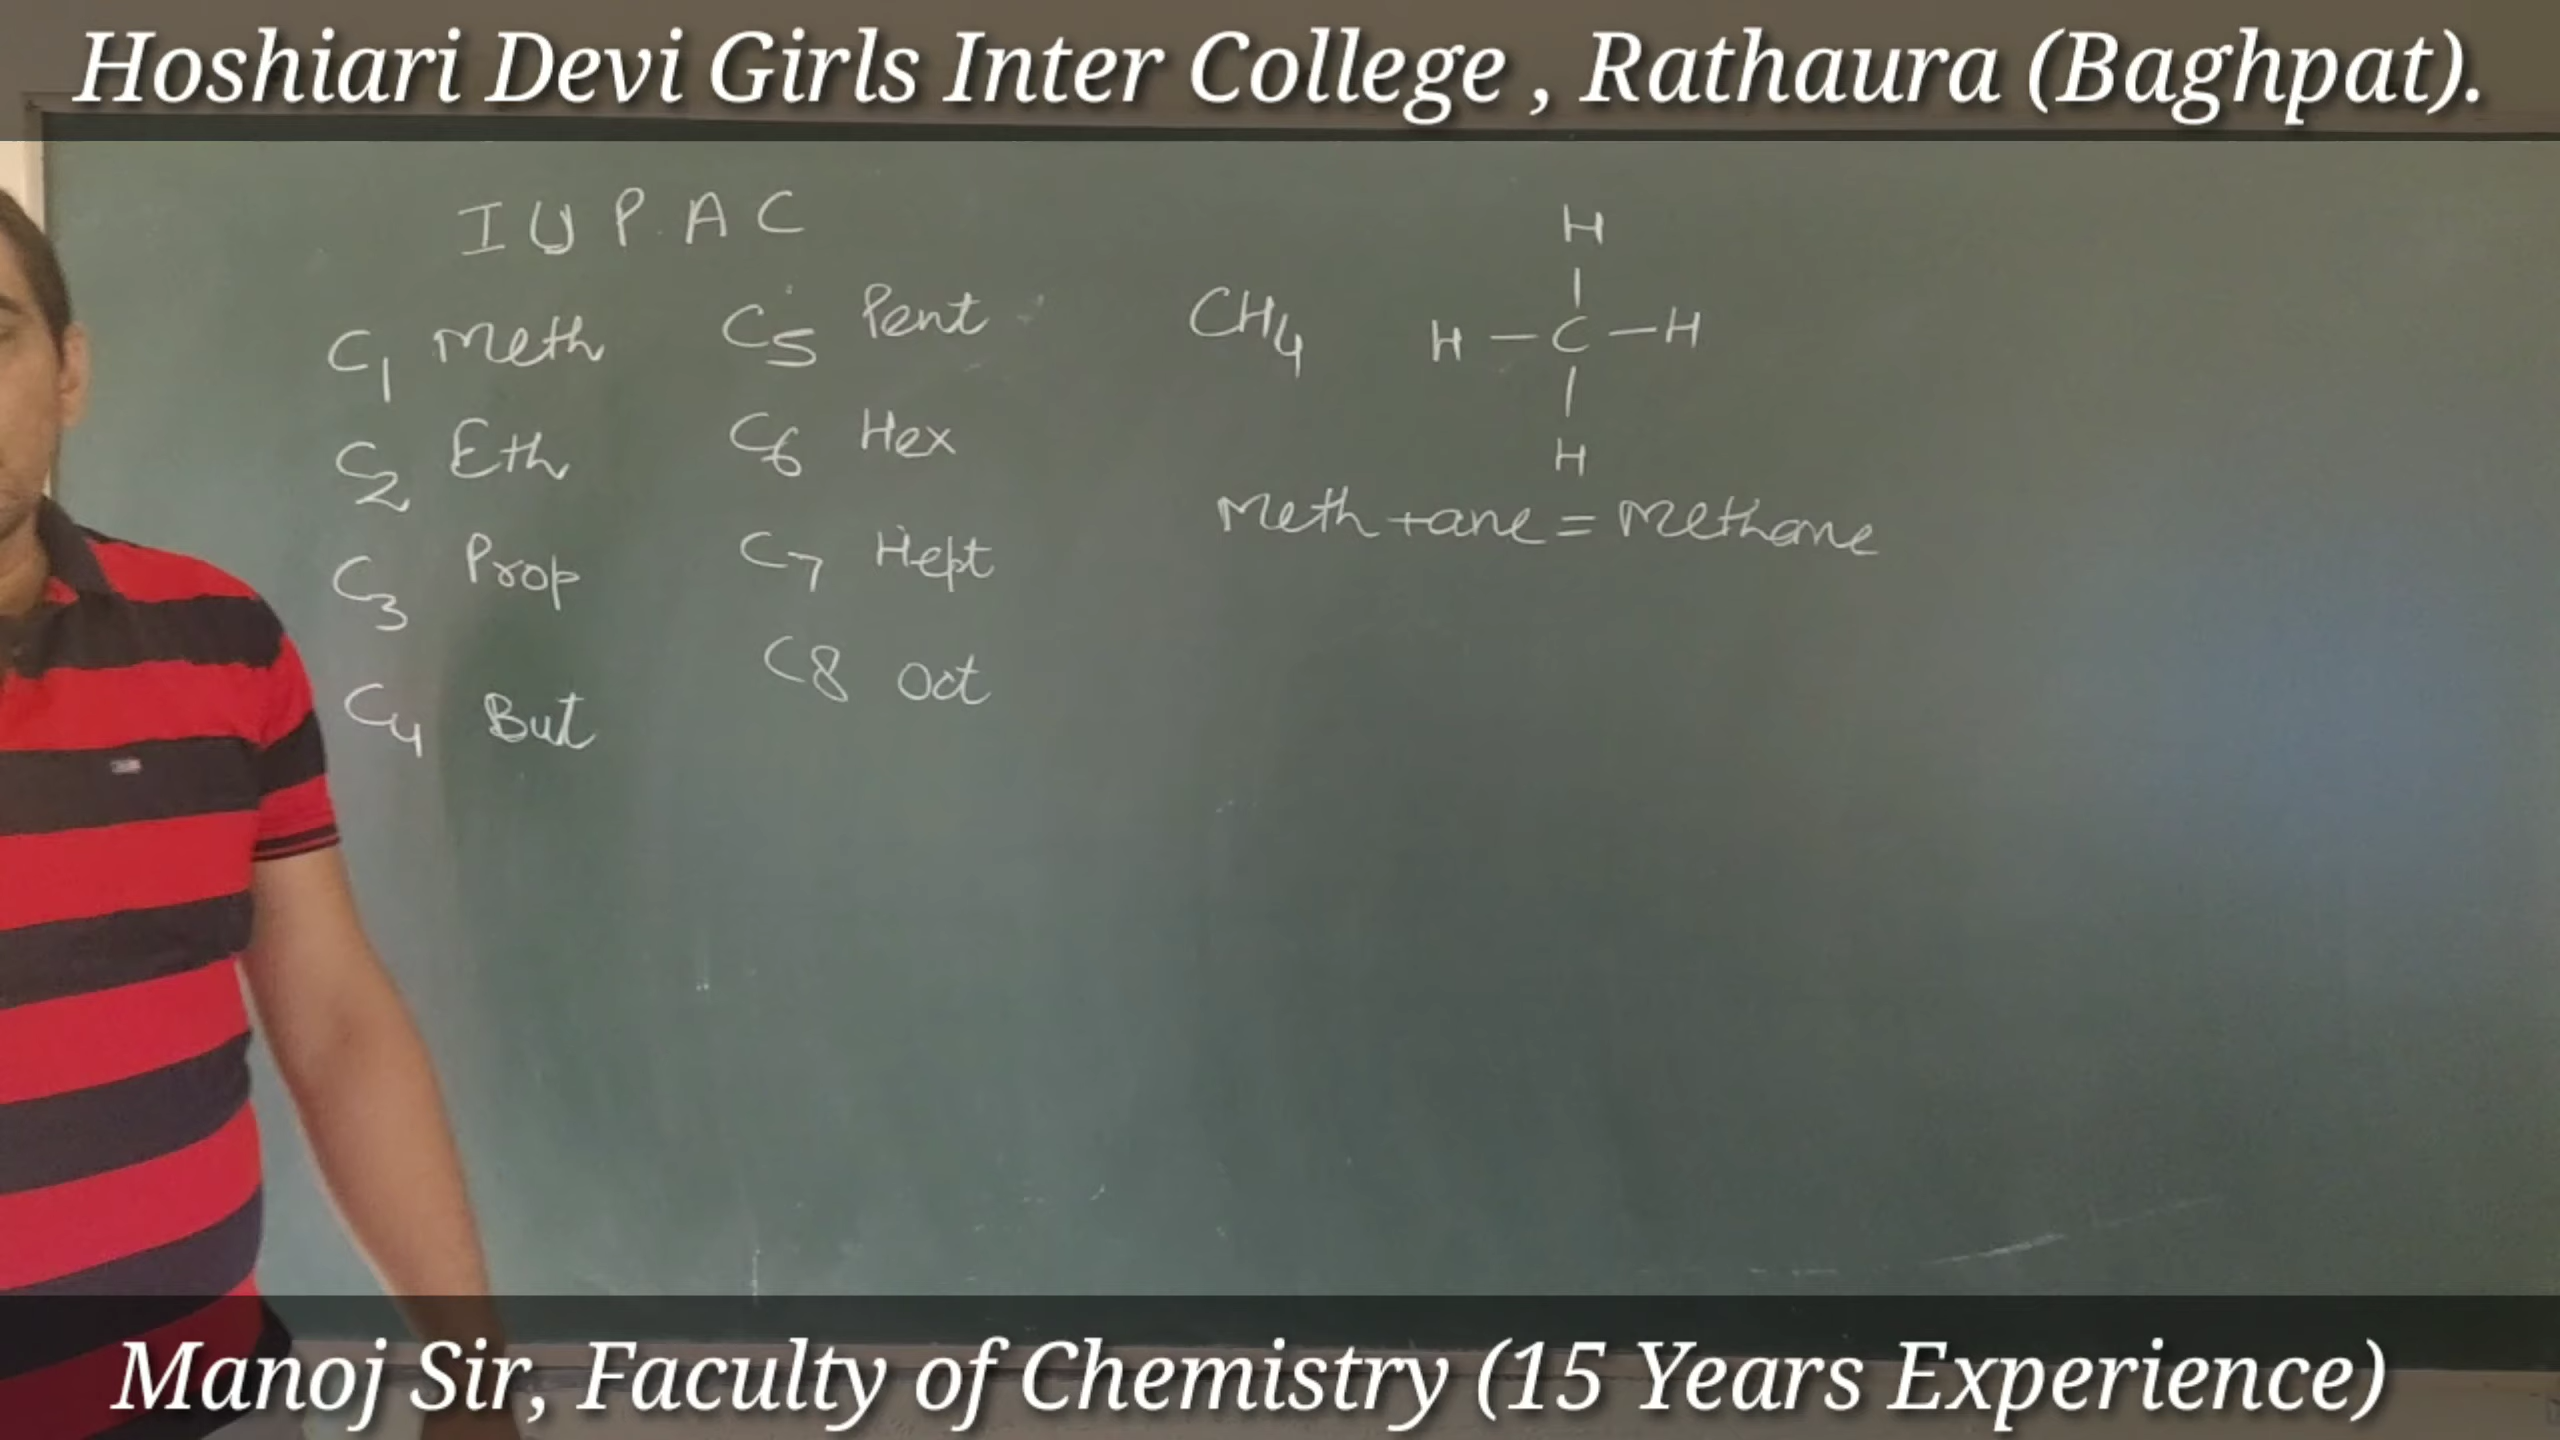 Hoshiari Devi Girls Inter College , Rathaura (Baghpat).
I U P A C
C1 Meth
C2 Eth
C3 Prop
C4 But
C5 Pent
C6 Hex
C7 Hept
C8 Oct
CH4
H
H – C – H
H
Meth + ane = Methane
Manoj Sir, Faculty of Chemistry (15 Years Experience)